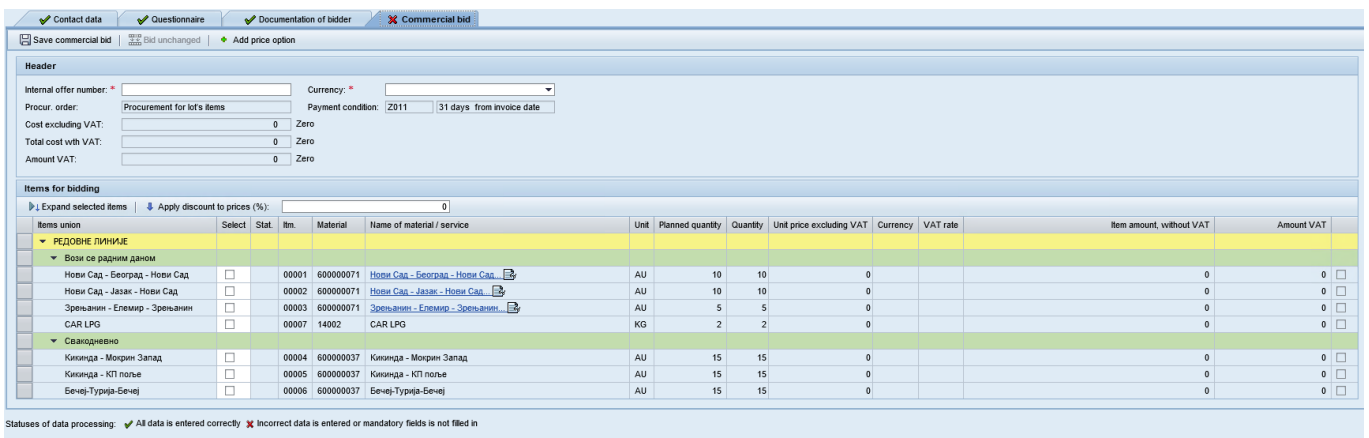 Contact data Questionnaire Documentation of bidder Commercial bid
Save commercial bid Bid unchanged Add price option
Header
Internal offer number: * Currency: *
Procur. order: Procurement for lot's items Payment condition: Z011 31 days from invoice date
Cost excluding VAT: 0 Zero
Total cost wth VAT: 0 Zero
Amount VAT: 0 Zero
Items for bidding
Expand selected items Apply discount to prices (%): 0
Items union Select Stat. Itm. Material Name of material / service Unit Planned quantity Quantity Unit price excluding VAT Currency VAT rate Item amount, without VAT Amount VAT
РЕДОВНЕ ЛИНИЈЕ
Вози се радним даном
Нови Сад - Београд - Нови Сад 00001 600000071 Нови Сад - Београд - Нови Сад... AU 10 10 0 0 0
Нови Сад - Јазак - Нови Сад 00002 600000071 Нови Сад - Јазак - Нови Сад... AU 10 10 0 0 0
Зрењанин - Елемир - Зрењанин 00003 600000071 Зрењанин - Елемир - Зрењанин... AU 5 5 0 0 0
CAR LPG 00007 14002 CAR LPG KG 2 2 0 0 0
Свакодневно
Кикинда - Мокрин Запад 00004 600000037 Кикинда - Мокрин Запад AU 15 15 0 0 0
Кикинда - КП поље 00005 600000037 Кикинда - КП поље AU 15 15 0 0 0
Бечеј-Турија-Бечеј 00006 600000037 Бечеј-Турија-Бечеј AU 15 15 0 0 0
Statuses of data processing: All data is entered correctly Incorrect data is entered or mandatory fields is not filled in